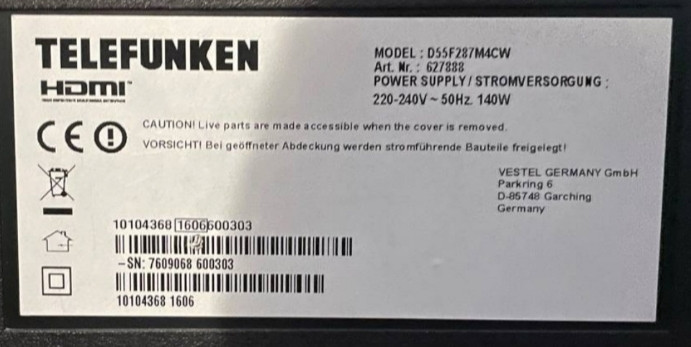 TELEFUNKEN
HDMI™
MODEL : D55F287M4CW
Art. Nr. : 627888
POWER SUPPLY / STROMVERSORGUNG :
220-240V ~ 50Hz. 140W
CE
CAUTION! Live parts are made accessible when the cover is removed.
VORSICHT! Bei geöffneter Abdeckung werden stromführende Bauteile freigelegt!
VESTEL GERMANY GmbH
Parkring 6
D-85748 Garching
Germany
10104368 1606 600303
-SN: 7609068 600303
10104368 1606